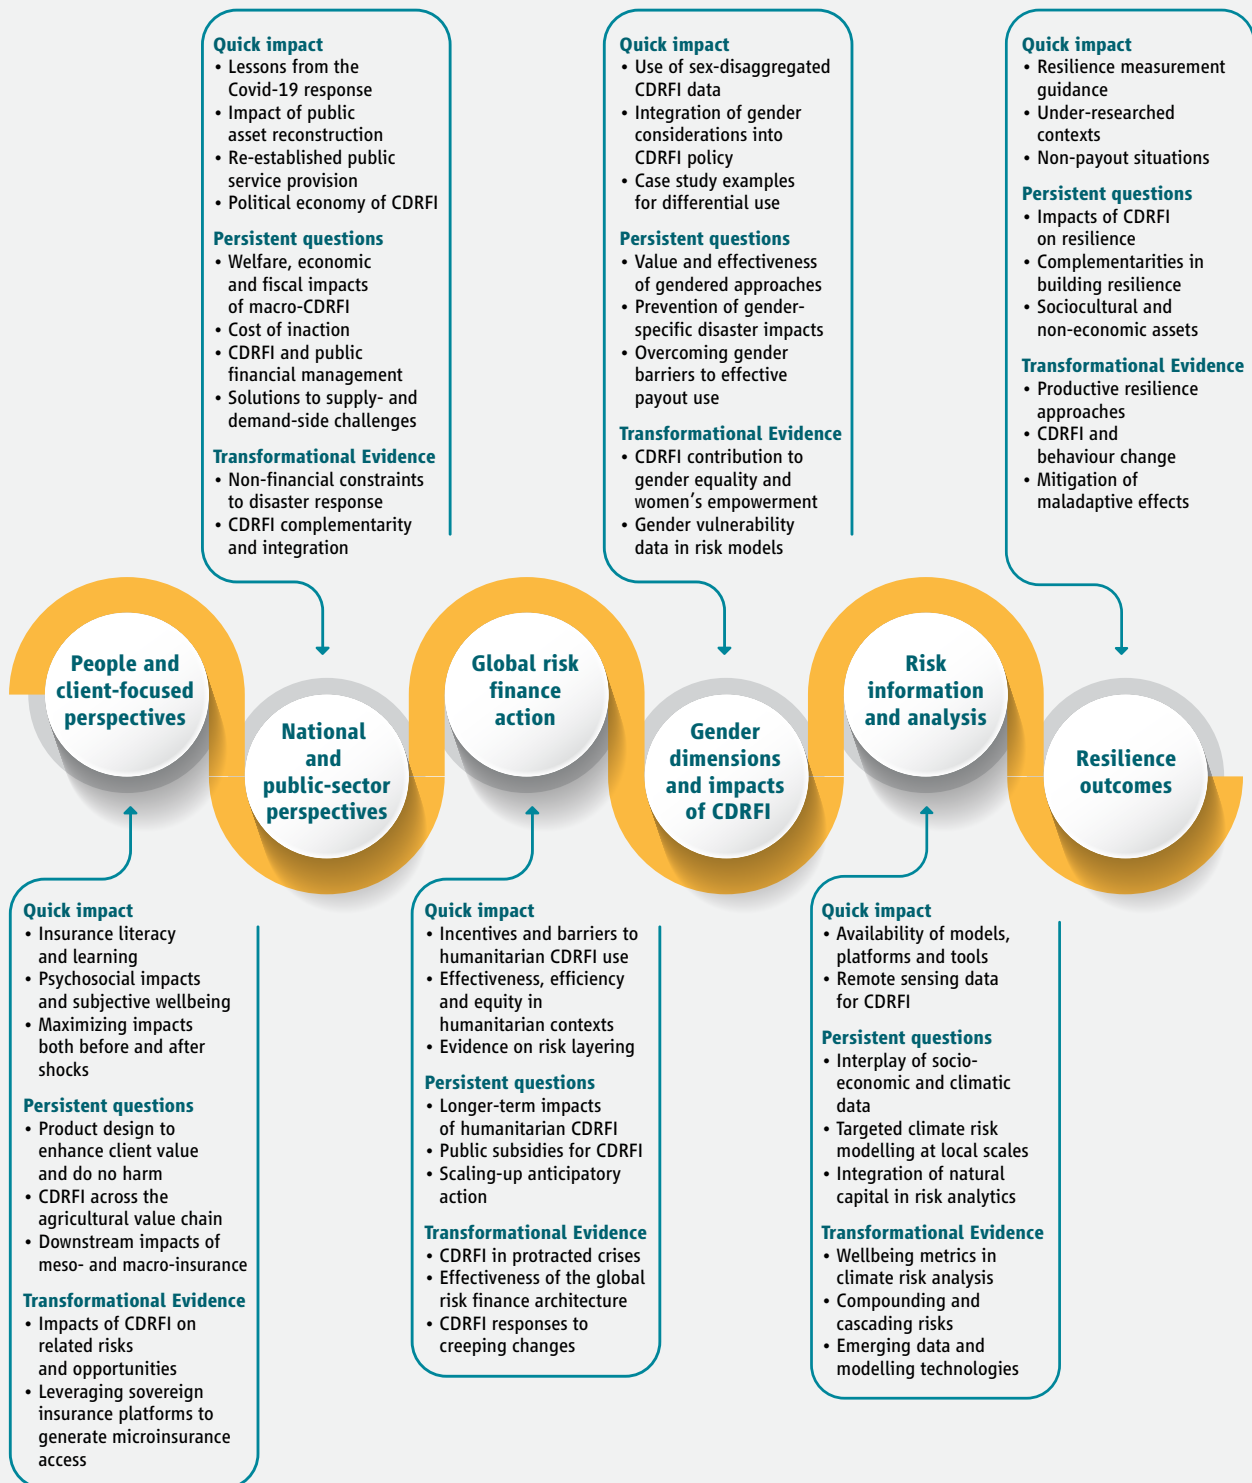 Quick impact
• Lessons from the
Covid-19 response
• Impact of public
asset reconstruction
• Re-established public
service provision
• Political economy of CDRFI
Persistent questions
• Welfare, economic
and fiscal impacts
of macro-CDRFI
• Cost of inaction
• CDRFI and public
financial management
• Solutions to supply- and
demand-side challenges
Transformational Evidence
• Non-financial constraints
to disaster response
• CDRFI complementarity
and integration
Quick impact
• Use of sex-disaggregated
CDRFI data
• Integration of gender
considerations into
CDRFI policy
• Case study examples
for differential use
Persistent questions
• Value and effectiveness
of gendered approaches
• Prevention of gender-
specific disaster impacts
• Overcoming gender
barriers to effective
payout use
Transformational Evidence
• CDRFI contribution to
gender equality and
women's empowerment
• Gender vulnerability
data in risk models
Quick impact
• Resilience measurement
guidance
• Under-researched
contexts
• Non-payout situations
Persistent questions
• Impacts of CDRFI
on resilience
• Complementarities in
building resilience
• Sociocultural and
non-economic assets
Transformational Evidence
• Productive resilience
approaches
• CDRFI and
behaviour change
• Mitigation of
maladaptive effects
People and
client-focused
perspectives
National
and
public-sector
perspectives
Global risk
finance
action
Gender
dimensions
and impacts
of CDRFI
Risk
information
and analysis
Resilience
outcomes
Quick impact
• Insurance literacy
and learning
• Psychosocial impacts
and subjective wellbeing
• Maximizing impacts
both before and after
shocks
Persistent questions
• Product design to
enhance client value
and do no harm
• CDRFI across the
agricultural value chain
• Downstream impacts of
meso- and macro-insurance
Transformational Evidence
• Impacts of CDRFI on
related risks
and opportunities
• Leveraging sovereign
insurance platforms to
generate microinsurance
access
Quick impact
• Incentives and barriers to
humanitarian CDRFI use
• Effectiveness, efficiency
and equity in
humanitarian contexts
• Evidence on risk layering
Persistent questions
• Longer-term impacts
of humanitarian CDRFI
• Public subsidies for CDRFI
• Scaling-up anticipatory
action
Transformational Evidence
• CDRFI in protracted crises
• Effectiveness of the global
risk finance architecture
• CDRFI responses to
creeping changes
Quick impact
• Availability of models,
platforms and tools
• Remote sensing data
for CDRFI
Persistent questions
• Interplay of socio-
economic and climatic
data
• Targeted climate risk
modelling at local scales
• Integration of natural
capital in risk analytics
Transformational Evidence
• Wellbeing metrics in
climate risk analysis
• Compounding and
cascading risks
• Emerging data and
modelling technologies